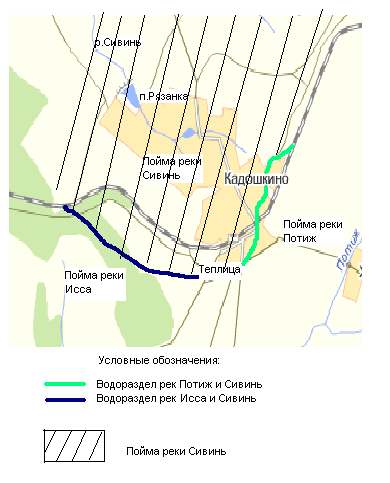 р.Сивинь
п.Рязанка
Пойма реки
Сивинь
Кадошкино
Пойма реки
Потиж
Потиж
Пойма реки
Исса
Теплица
Условные обозначения:
Водораздел рек Потиж и Сивинь
Водораздел рек Исса и Сивинь
Пойма реки Сивинь